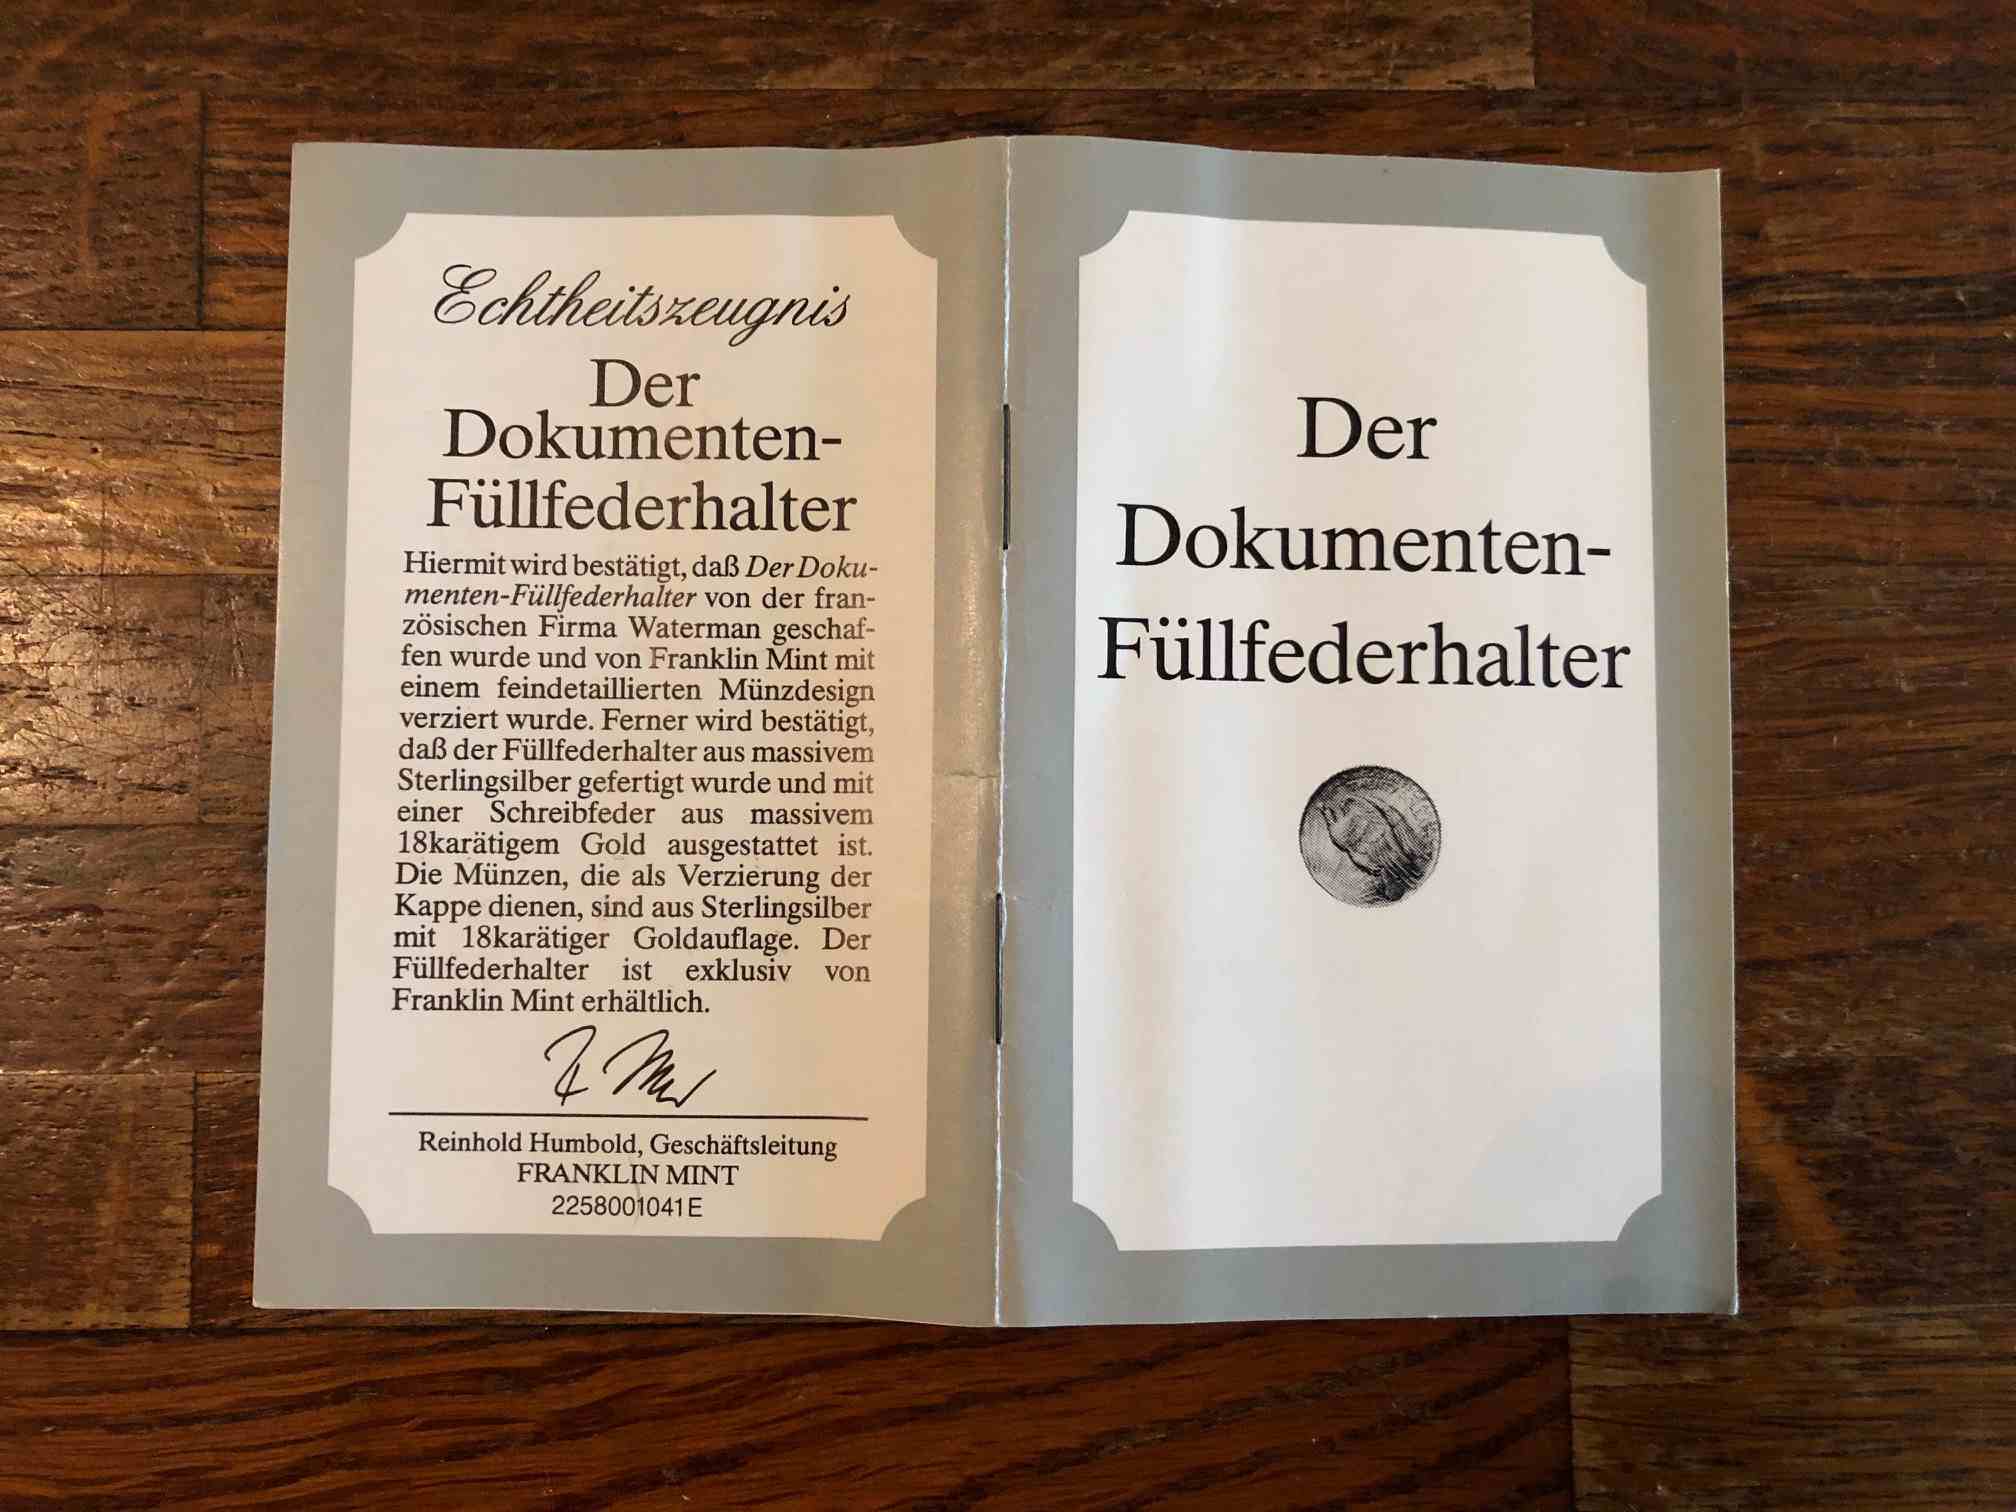 Echtheitszeugnis
Der
Dokumenten-
Füllfederhalter
Hiermit wird bestätigt, daß Der Doku-
menten-Füllfederhalter von der fran-
zösischen Firma Waterman geschaf-
fen wurde und von Franklin Mint mit
einem feindetaillierten Münzdesign
verziert wurde. Ferner wird bestätigt,
daß der Füllfederhalter aus massivem
Sterlingsilber gefertigt wurde und mit
einer Schreibfeder aus massivem
18karätigem Gold ausgestattet ist.
Die Münzen, die als Verzierung der
Kappe dienen, sind aus Sterlingsilber
mit 18karätiger Goldauflage. Der
Füllfederhalter ist exklusiv von
Franklin Mint erhältlich.
Reinhold Humbold, Geschäftsleitung
FRANKLIN MINT
2258001041E
Der
Dokumenten-
Füllfederhalter